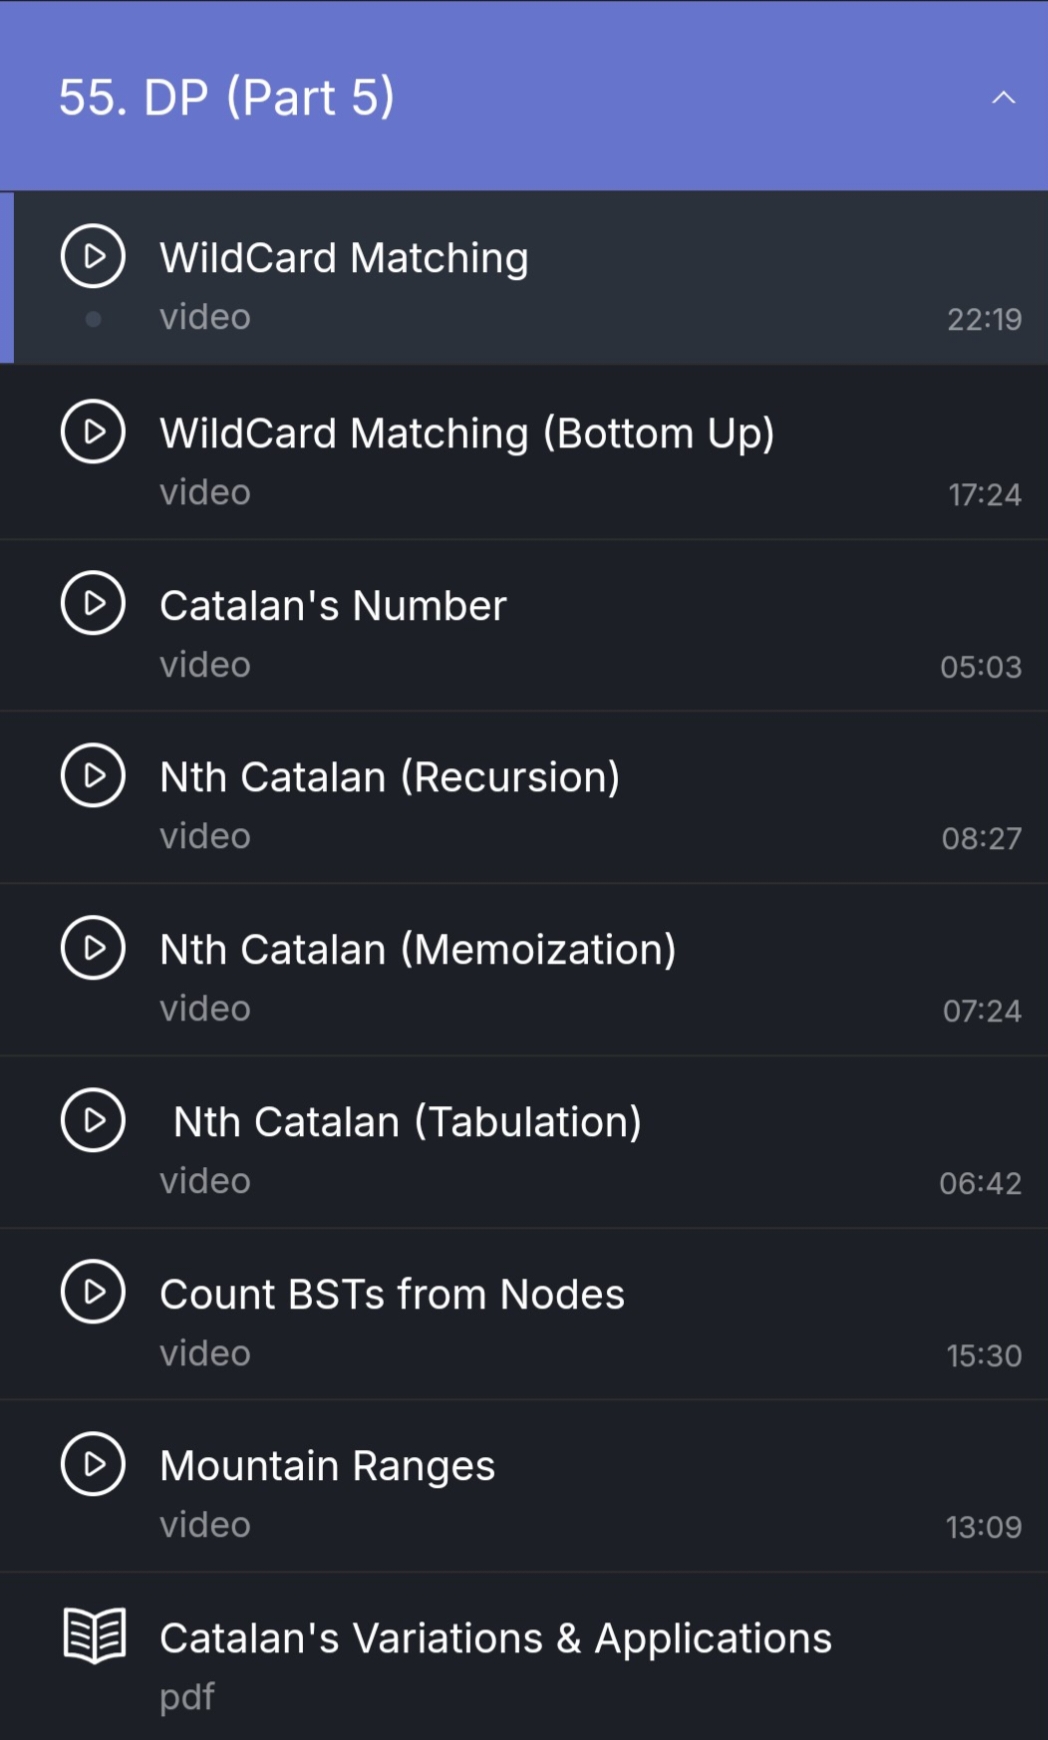 55. DP (Part 5)
WildCard Matching
video
22:19
WildCard Matching (Bottom Up)
video
17:24
Catalan's Number
video
05:03
Nth Catalan (Recursion)
video
08:27
Nth Catalan (Memoization)
video
07:24
Nth Catalan (Tabulation)
video
06:42
Count BSTs from Nodes
video
15:30
Mountain Ranges
video
13:09
Catalan's Variations & Applications
pdf